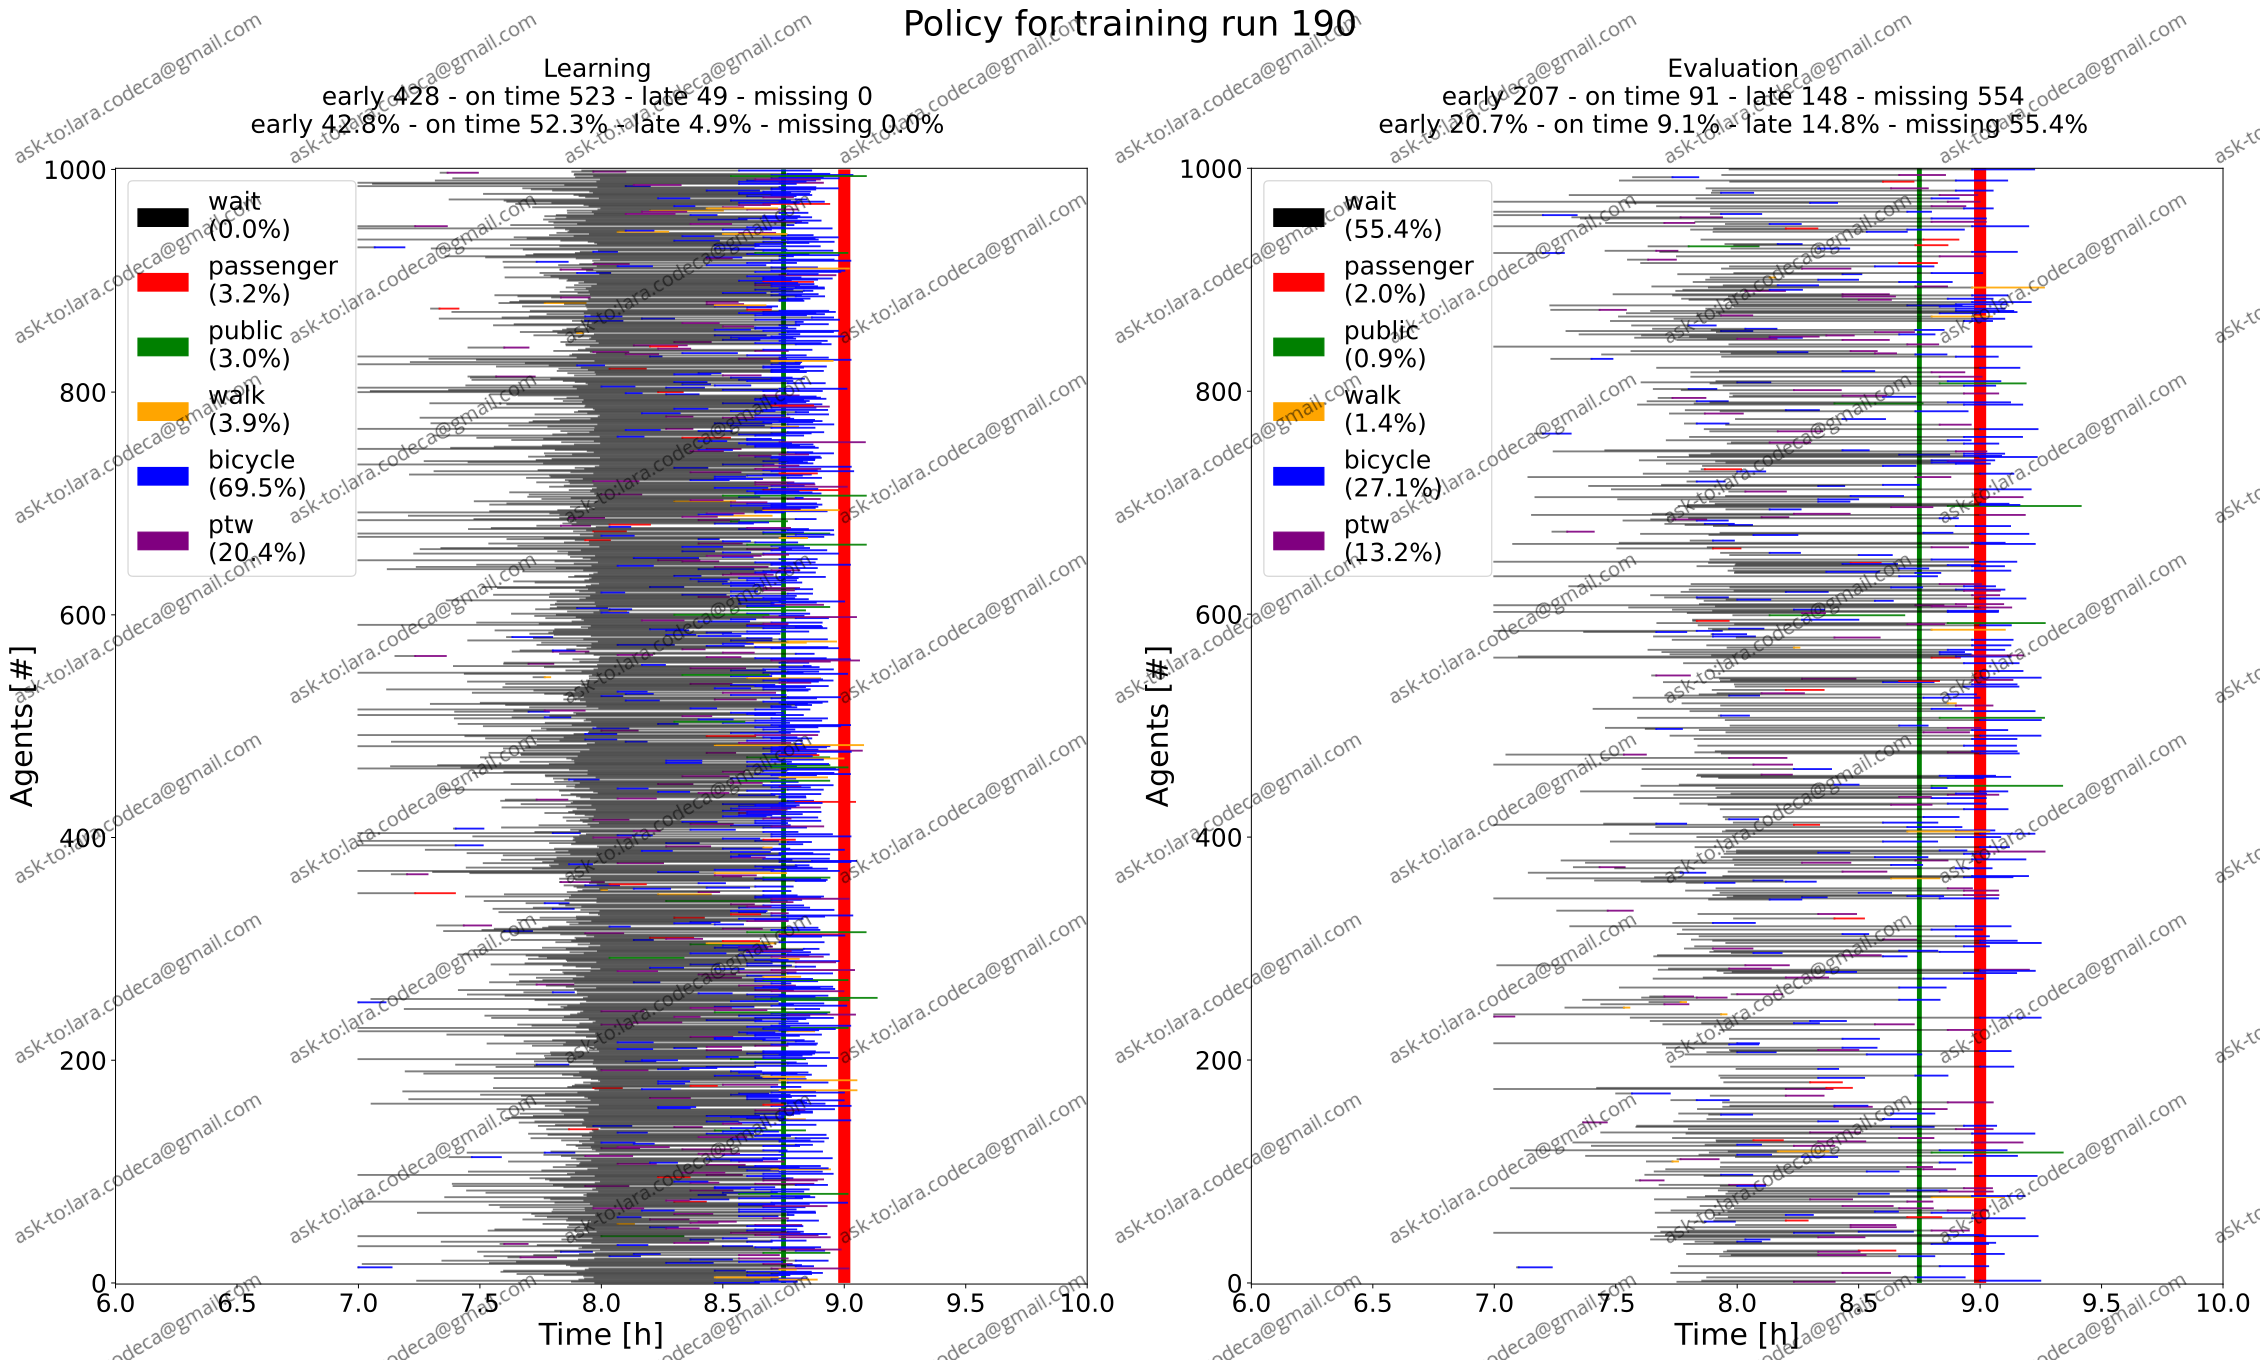 Policy for training run 190
Learning
early 428 - on time 523 - late 49 - missing 0
early 42.8% - on time 52.3% - late 4.9% - missing 0.0%
1000
800
600
400
200
0
Agents [#]
wait
(0.0%)
passenger
(3.2%)
public
(3.0%)
walk
(3.9%)
bicycle
(69.5%)
ptw
(20.4%)
6.0 6.5 7.0 7.5 8.0 8.5 9.0 9.5 10.0
Time [h]
Evaluation
early 207 - on time 91 - late 148 - missing 554
early 20.7% - on time 9.1% - late 14.8% - missing 55.4%
1000
800
600
400
200
0
Agents [#]
wait
(55.4%)
passenger
(2.0%)
public
(0.9%)
walk
(1.4%)
bicycle
(27.1%)
ptw
(13.2%)
6.0 6.5 7.0 7.5 8.0 8.5 9.0 9.5 10.0
Time [h]
ask-to:lara.codeca@gmail.com